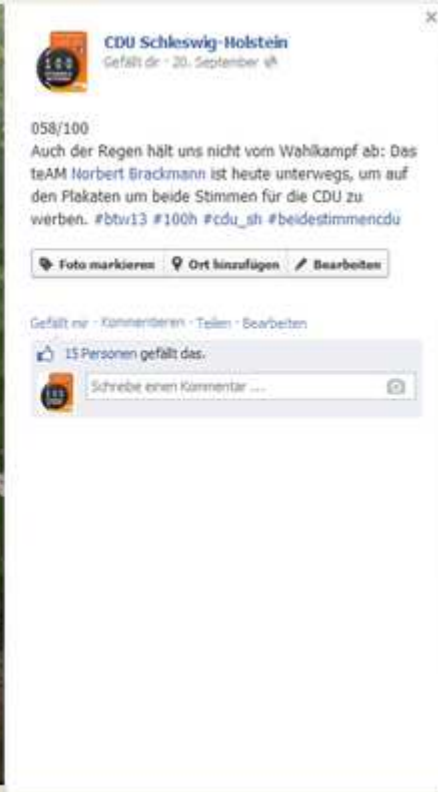 CDU Schleswig-Holstein
Gefällt dir · 20. September
058/100
Auch der Regen hält uns nicht vom Wahlkampf ab: Das
teAM Norbert Brackmann ist heute unterwegs, um auf
den Plakaten um beide Stimmen für die CDU zu
werben. #btw13 #100h #cdu_sh #beidestimmencdu
Foto markieren Ort hinzufügen Bearbeiten
Gefällt mir · Kommentieren · Teilen · Bearbeiten
15 Personen gefällt das.
100
Schreibe einen Kommentar ...